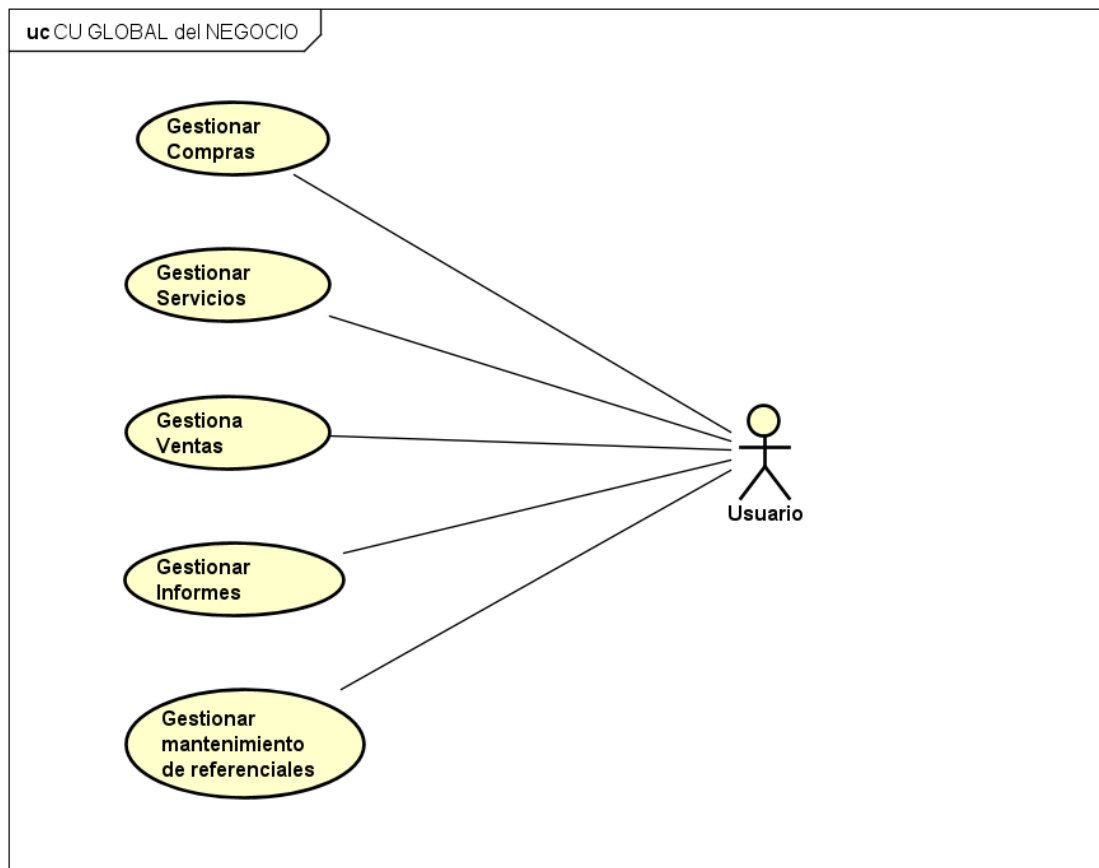 uc CU GLOBAL del NEGOCIO
Gestionar
Compras
Gestionar
Servicios
Gestiona
Ventas
Usuario
Gestionar
Informes
Gestionar
mantenimiento
de referenciales